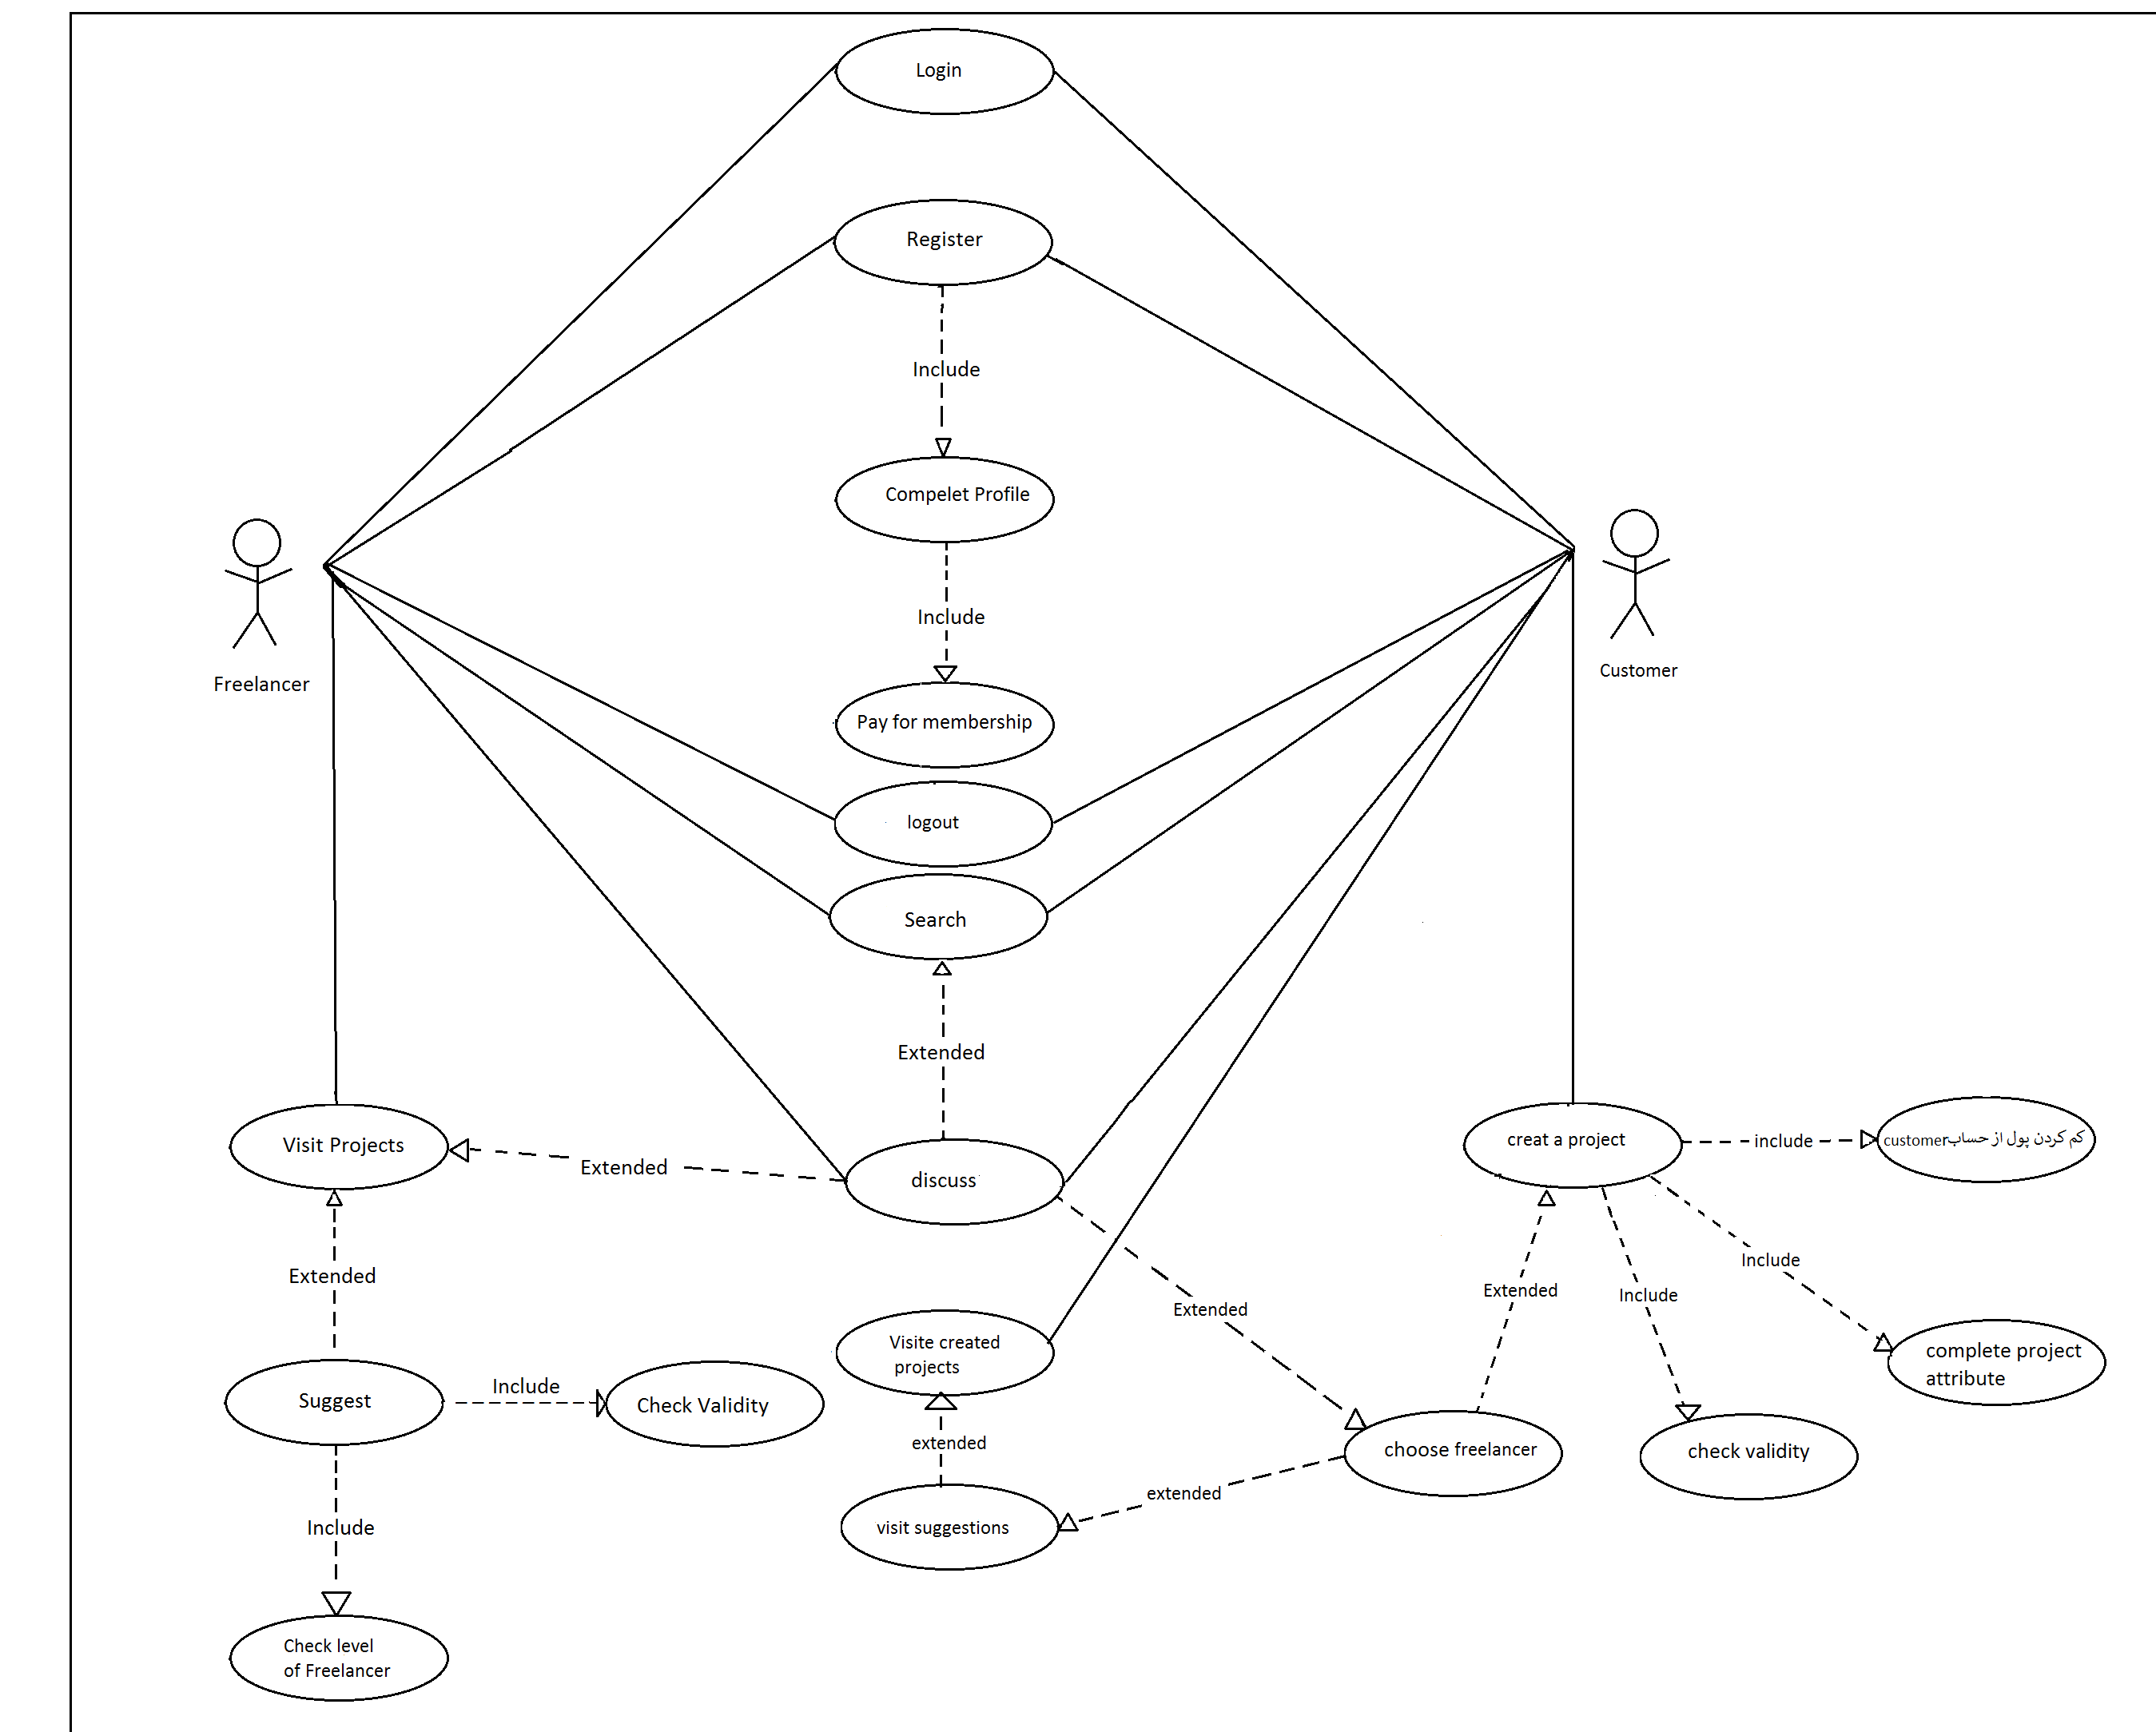 Login
Register
Include
Compelet Profile
Include
Freelancer
Customer
Pay for membership
logout
Search
Extended
Visit Projects
Extended
discuss
creat a project
include
کم کردن پول از حساب customer
Extended
Extended
Extended
Include
Include
Visite created
projects
complete project
attribute
Suggest
Include
Check Validity
extended
choose freelancer
check validity
extended
visit suggestions
Include
Check level
of Freelancer